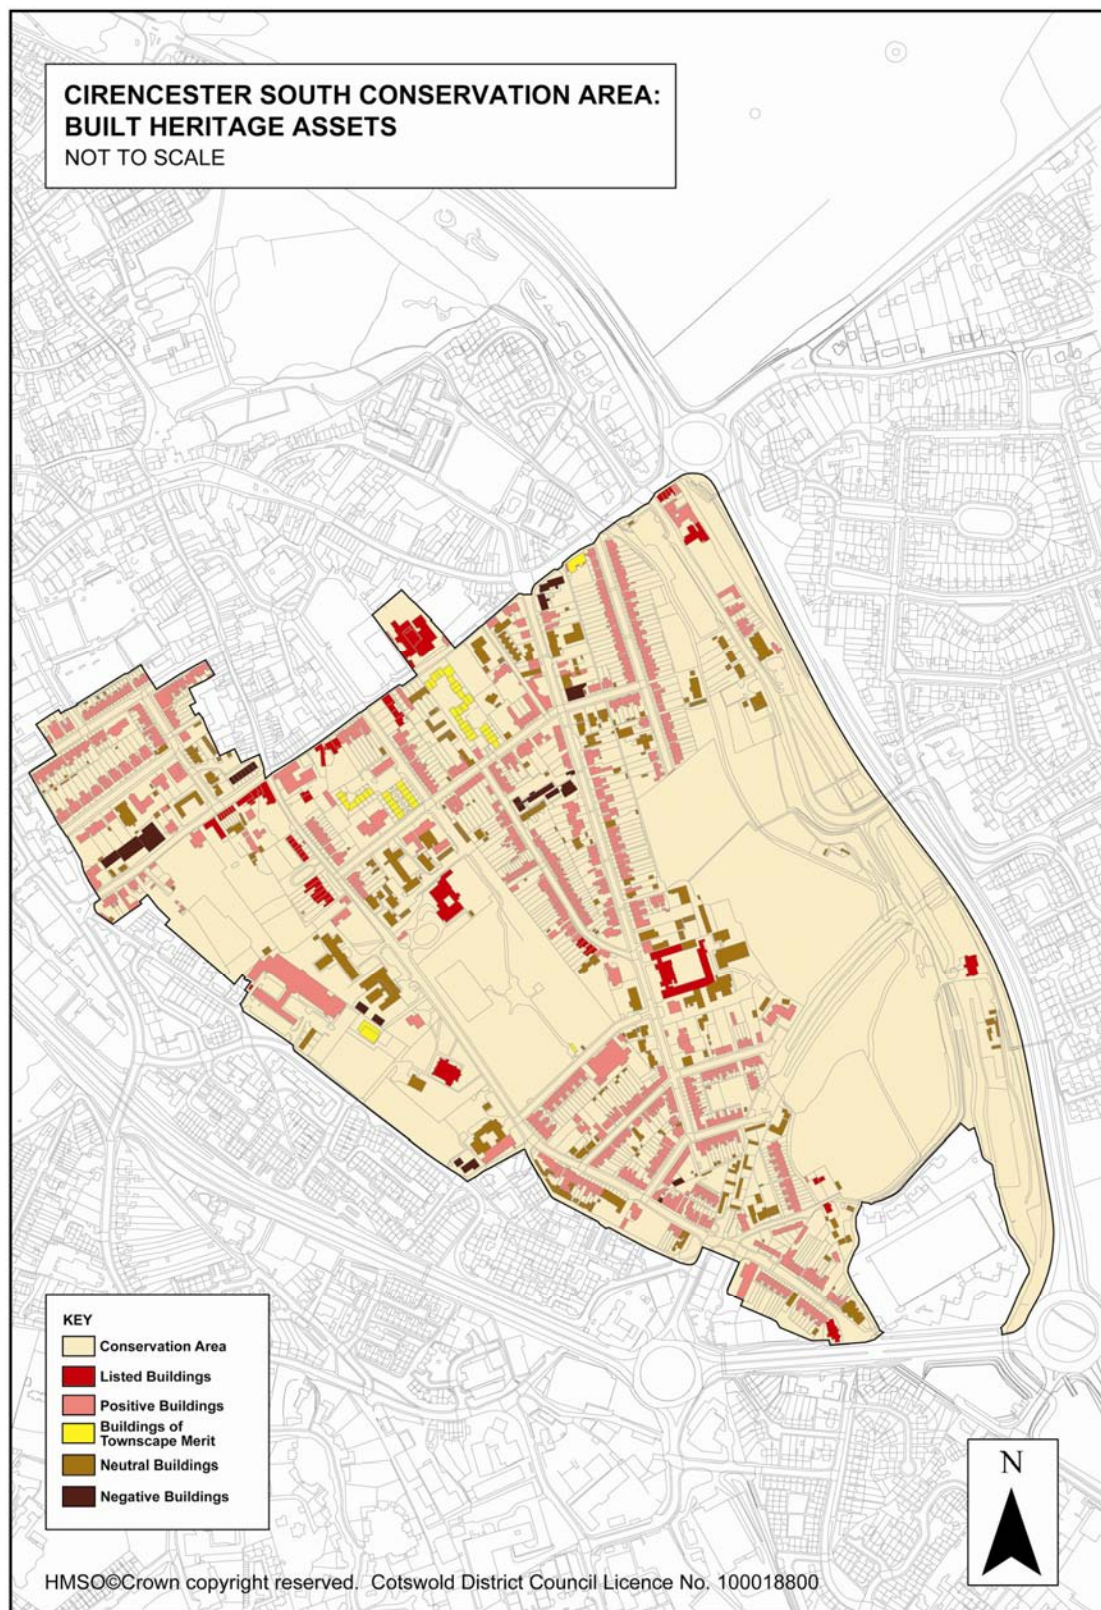 CIRENCESTER SOUTH CONSERVATION AREA:
BUILT HERITAGE ASSETS
NOT TO SCALE
KEY
Conservation Area
Listed Buildings
Positive Buildings
Buildings of
Townscape Merit
Neutral Buildings
Negative Buildings
N
HMSO©Crown copyright reserved. Cotswold District Council Licence No. 100018800